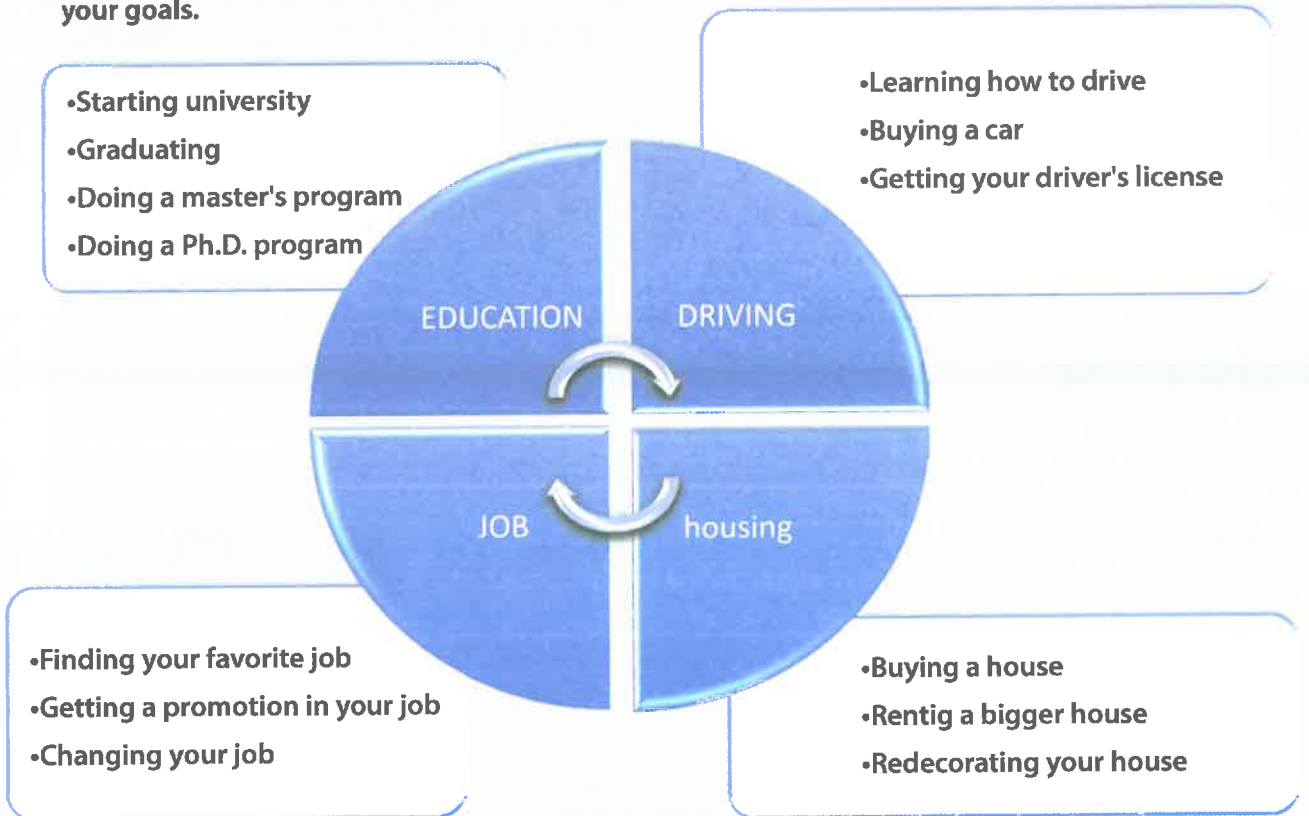 your goals.
•Starting university
•Graduating
•Doing a master's program
•Doing a Ph.D. program
•Learning how to drive
•Buying a car
•Getting your driver's license
EDUCATION
DRIVING
JOB
housing
•Finding your favorite job
•Getting a promotion in your job
•Changing your job
•Buying a house
•Rentig a bigger house
•Redecorating your house